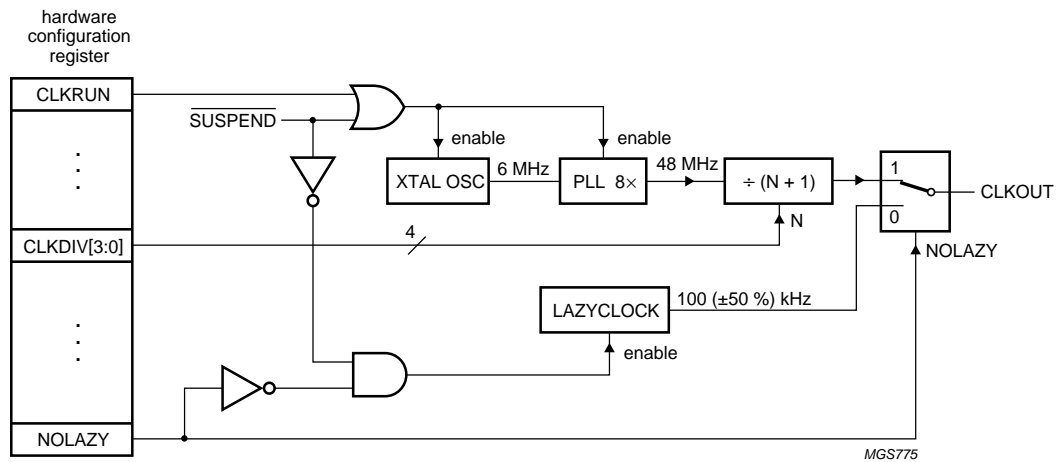 hardware
configuration
register
CLKRUN
SUSPEND
enable
enable
XTAL OSC
6 MHz
PLL 8×
48 MHz
÷ (N + 1)
1
0
CLKOUT
N
NOLAZY
CLKDIV[3:0]
4
LAZYCLOCK
100 (±50 %) kHz
enable
NOLAZY
MGS775